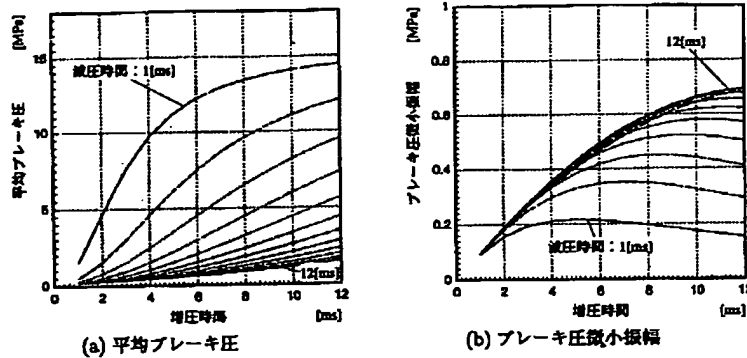 [MPa]
15
10
5
0
平均ブレーキ圧
減圧時間：1[ms]
12[ms]
0 2 4 6 8 10 12
増圧時間 [ms]
(a) 平均ブレーキ圧
[MPa]
1
0.8
0.6
0.4
0.2
0
ブレーキ圧微小振幅
12[ms]
減圧時間：1[ms]
0 2 4 6 8 10 12
増圧時間 [ms]
(b) ブレーキ圧微小振幅